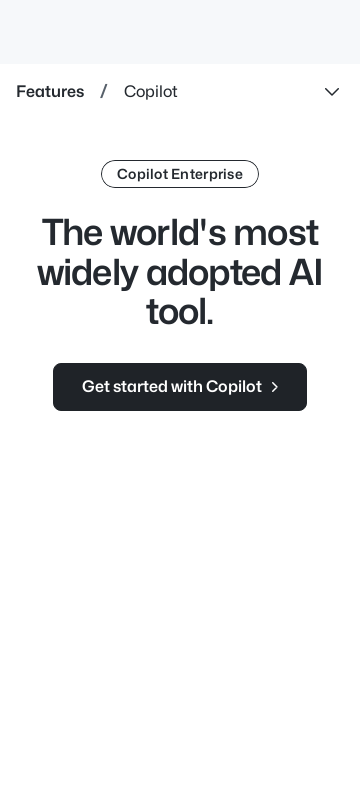 Features / Copilot
Copilot Enterprise
The world's most
widely adopted AI
tool.
Get started with Copilot